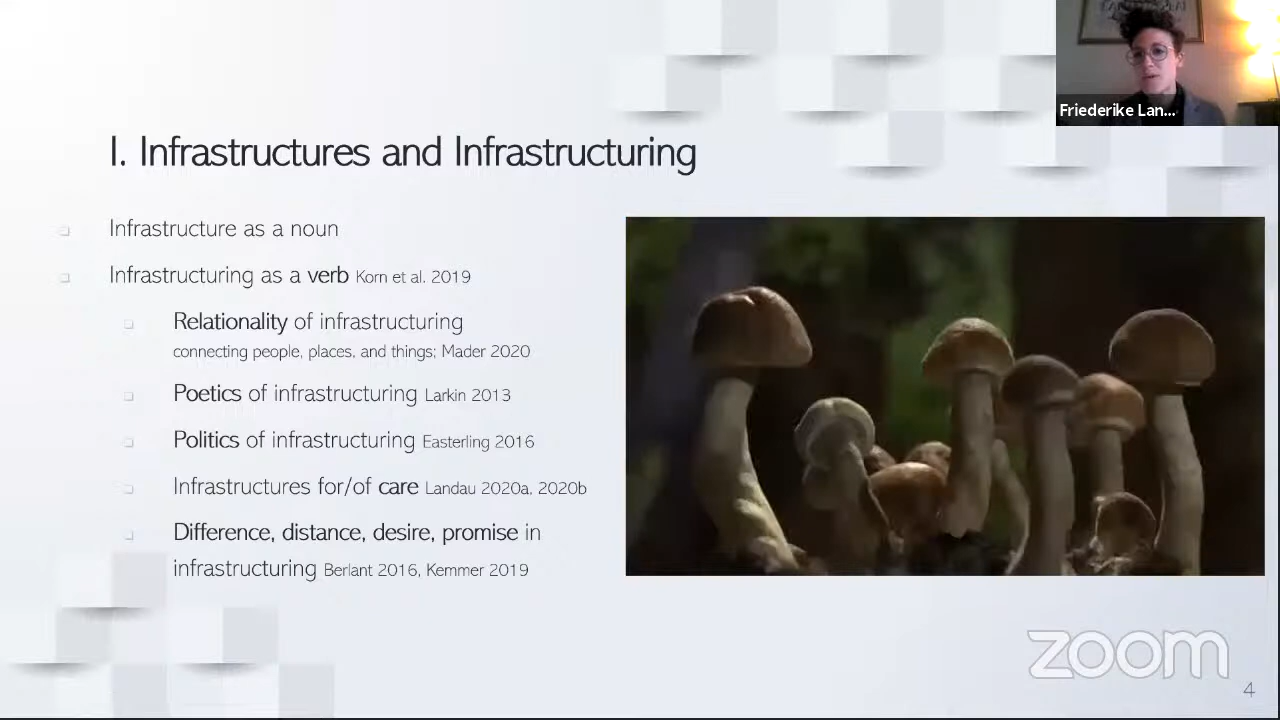 Friederike Lan...
I. Infrastructures and Infrastructuring
Infrastructure as a noun
Infrastructuring as a verb Korn et al. 2019
Relationality of infrastructuring
connecting people, places, and things; Mader 2020
Poetics of infrastructuring Larkin 2013
Politics of infrastructuring Easterling 2016
Infrastructures for/of care Landau 2020a, 2020b
Difference, distance, desire, promise in
infrastructuring Berlant 2016, Kemmer 2019
zoom
4